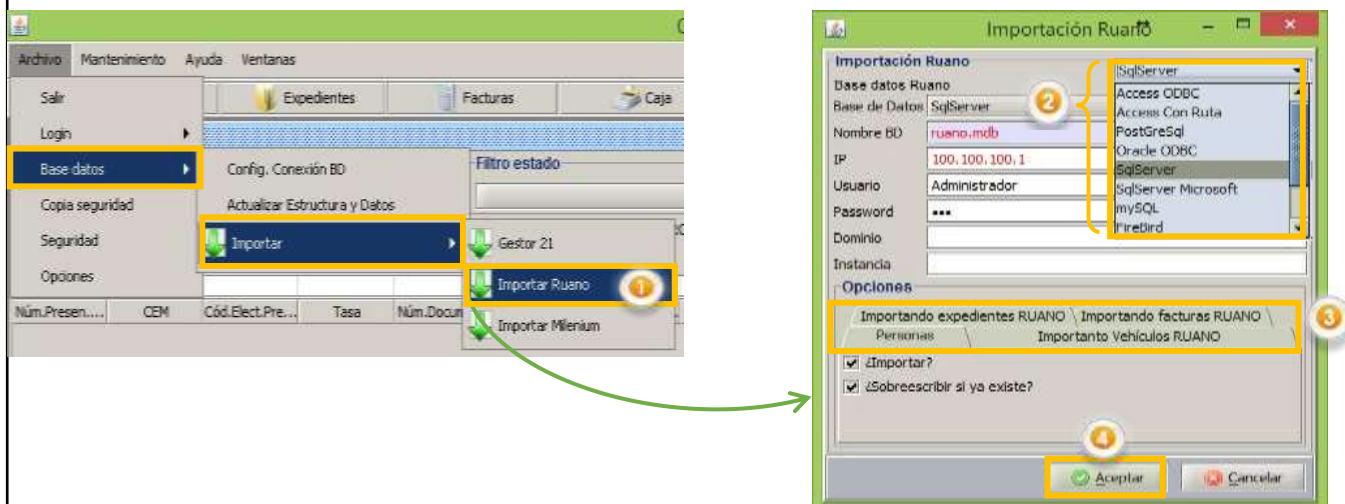 Archivo Mantenimiento Ayuda Ventanas
Salir
Expedientes Facturas Caja
Login
Base datos
Config. Conexión BD
Filtro estado
Copia seguridad
Actualizar Estructura y Datos
Seguridad
Importar
Gestor 21
Opciones
Importar Ruano
1
Núm.Presen.... CEM Cód.Elect.Pre... Tasa Núm.Docum
Importar Milenium
Importación Ruano
Importación Ruano
Base datos Ruano
Base de Datos SqlServer
Nombre BD ruano.mdb
IP 100.100.100.1
Usuario Administrador
Password •••
Dominio
Instancia
2
SqlServer
Access ODBC
Access Con Ruta
PostGreSql
Oracle ODBC
SqlServer
SqlServer Microsoft
mySQL
FireBird
Opciones
Importando expedientes RUANO Importando facturas RUANO
3
Personas Importanto Vehículos RUANO
¿Importar?
¿Sobreescribir si ya existe?
4
Aceptar Cancelar